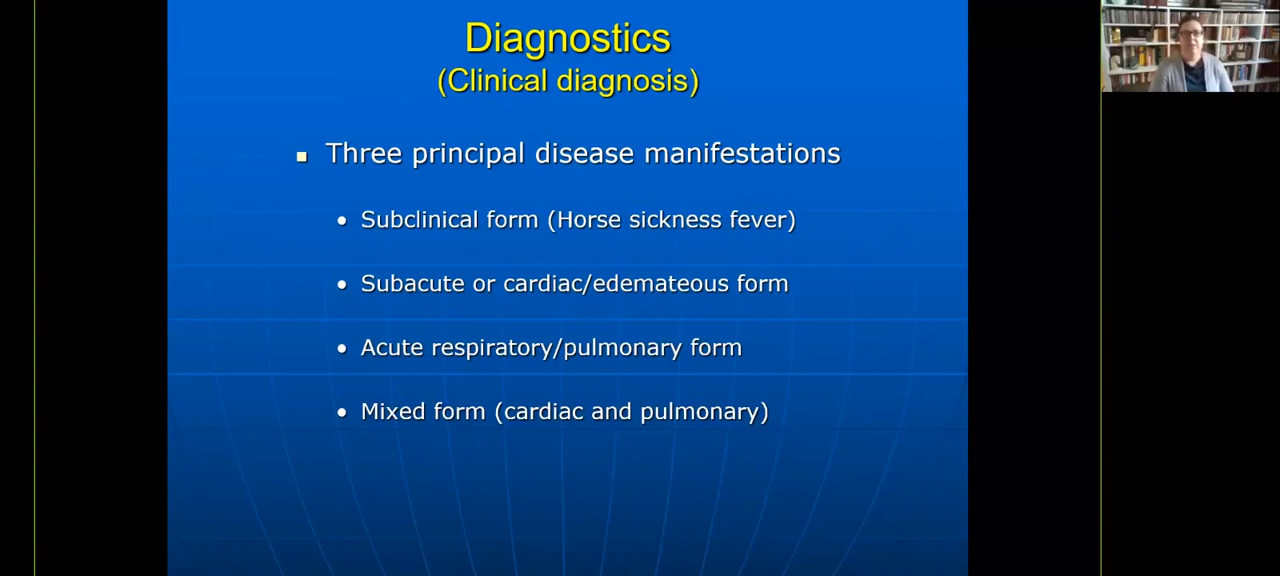 Diagnostics
(Clinical diagnosis)
Three principal disease manifestations
Subclinical form (Horse sickness fever)
Subacute or cardiac/edemateous form
Acute respiratory/pulmonary form
Mixed form (cardiac and pulmonary)